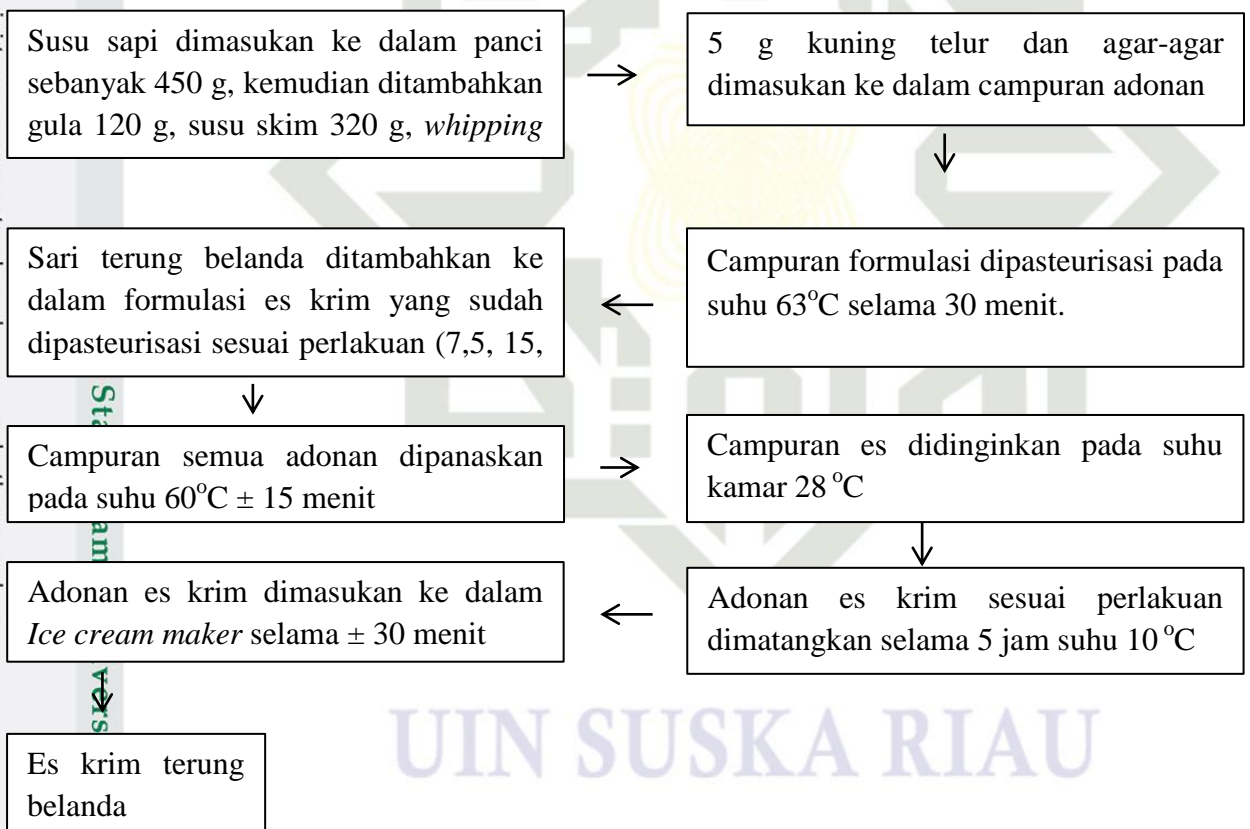 Susu sapi dimasukan ke dalam panci
sebanyak 450 g, kemudian ditambahkan
gula 120 g, susu skim 320 g, whipping
5 g kuning telur dan agar-agar
dimasukan ke dalam campuran adonan
Campuran formulasi dipasteurisasi pada
suhu 63°C selama 30 menit.
Sari terung belanda ditambahkan ke
dalam formulasi es krim yang sudah
dipasteurisasi sesuai perlakuan (7,5, 15,
Campuran semua adonan dipanaskan
pada suhu 60°C ± 15 menit
Campuran es didinginkan pada suhu
kamar 28 °C
Adonan es krim sesuai perlakuan
dimatangkan selama 5 jam suhu 10 °C
Adonan es krim dimasukan ke dalam
Ice cream maker selama ± 30 menit
Es krim terung
belanda
UIN SUSKA RIAU